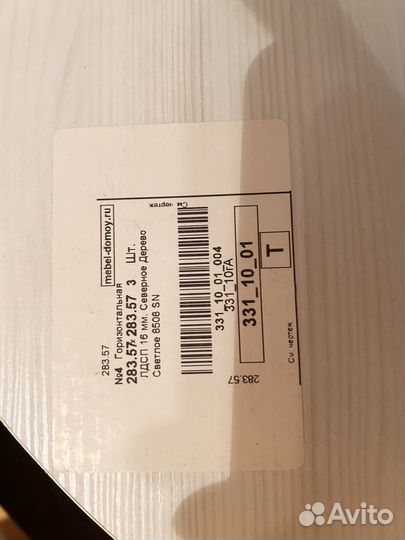 283.57
mebel-domoy.ru
№4 Горизонтальная
283.57x 283.57 3 Шт.
ЛДСП 16 мм. Северное Дерево
Светлое 8508 SN
См чертеж
331_10_01_004
331_10ГА
331_10_01
T
283.57
См. чертеж
Avito